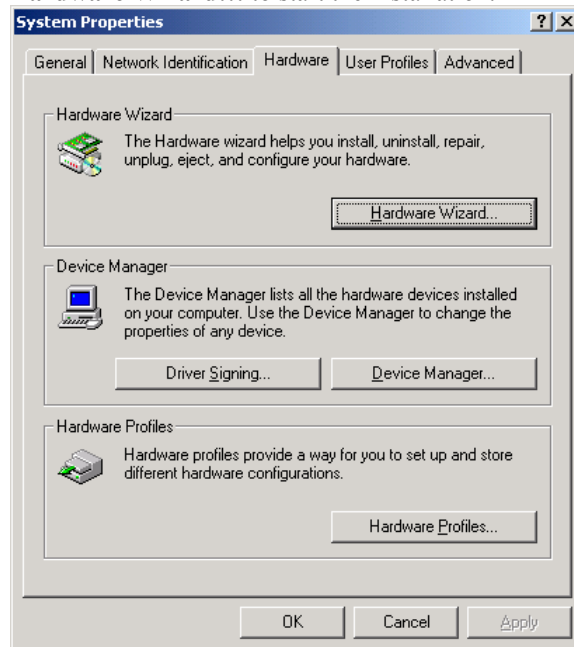 System Properties
General
Network Identification
Hardware
User Profiles
Advanced
Hardware Wizard
The Hardware wizard helps you install, uninstall, repair,
unplug, eject, and configure your hardware.
Hardware Wizard...
Device Manager
The Device Manager lists all the hardware devices installed
on your computer. Use the Device Manager to change the
properties of any device.
Driver Signing...
Device Manager...
Hardware Profiles
Hardware profiles provide a way for you to set up and store
different hardware configurations.
Hardware Profiles...
OK
Cancel
Apply